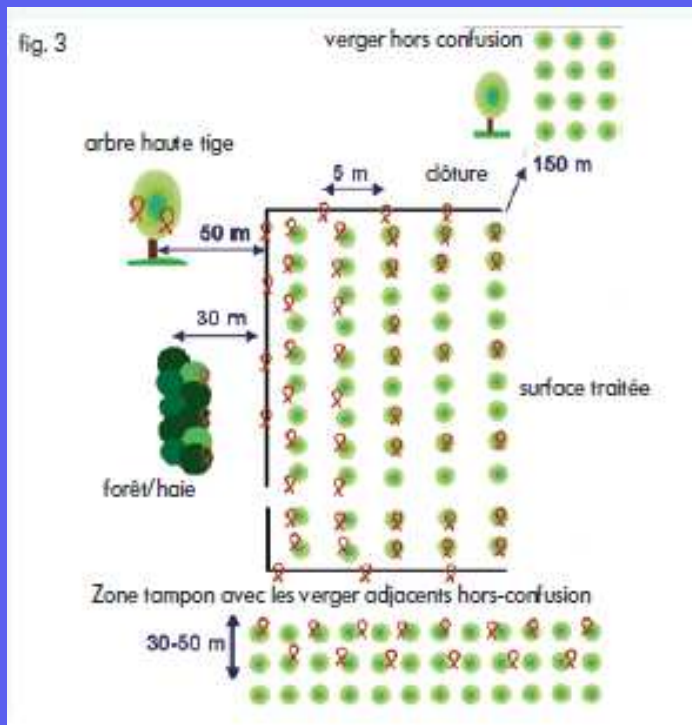 fig. 3
verger hors confusion
arbre haute tige
5 m
clôture
150 m
50 m
30 m
surface traitée
forêt/haie
Zone tampon avec les verger adjacents hors-confusion
30-50 m